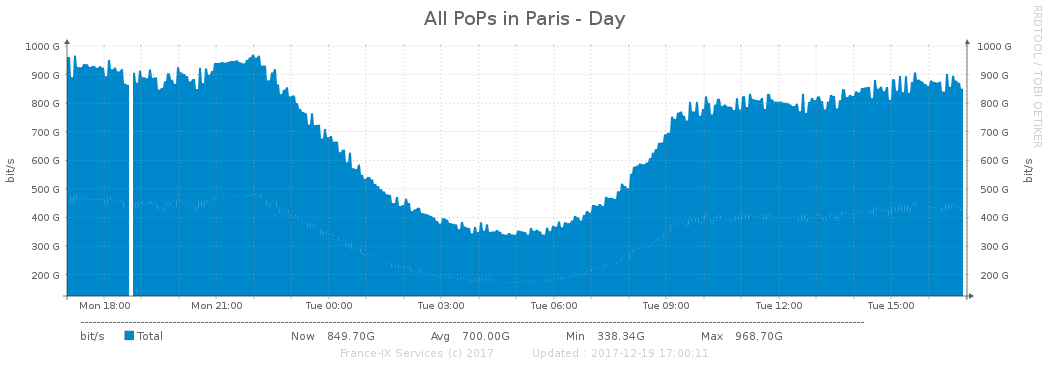 All PoPs in Paris - Day
RRDTOOL / TOBI OETIKER
1000 G 1000 G
900 G 900 G
800 G 800 G
700 G 700 G
600 G 600 G
500 G 500 G
400 G 400 G
300 G 300 G
200 G 200 G
bit/s bit/s
Mon 18:00 Mon 21:00 Tue 00:00 Tue 03:00 Tue 06:00 Tue 09:00 Tue 12:00 Tue 15:00
bit/s Total Now 849.70G Avg 700.00G Min 338.34G Max 968.70G
France-IX Services (c) 2017 Updated : 2017-12-19 17:00:11